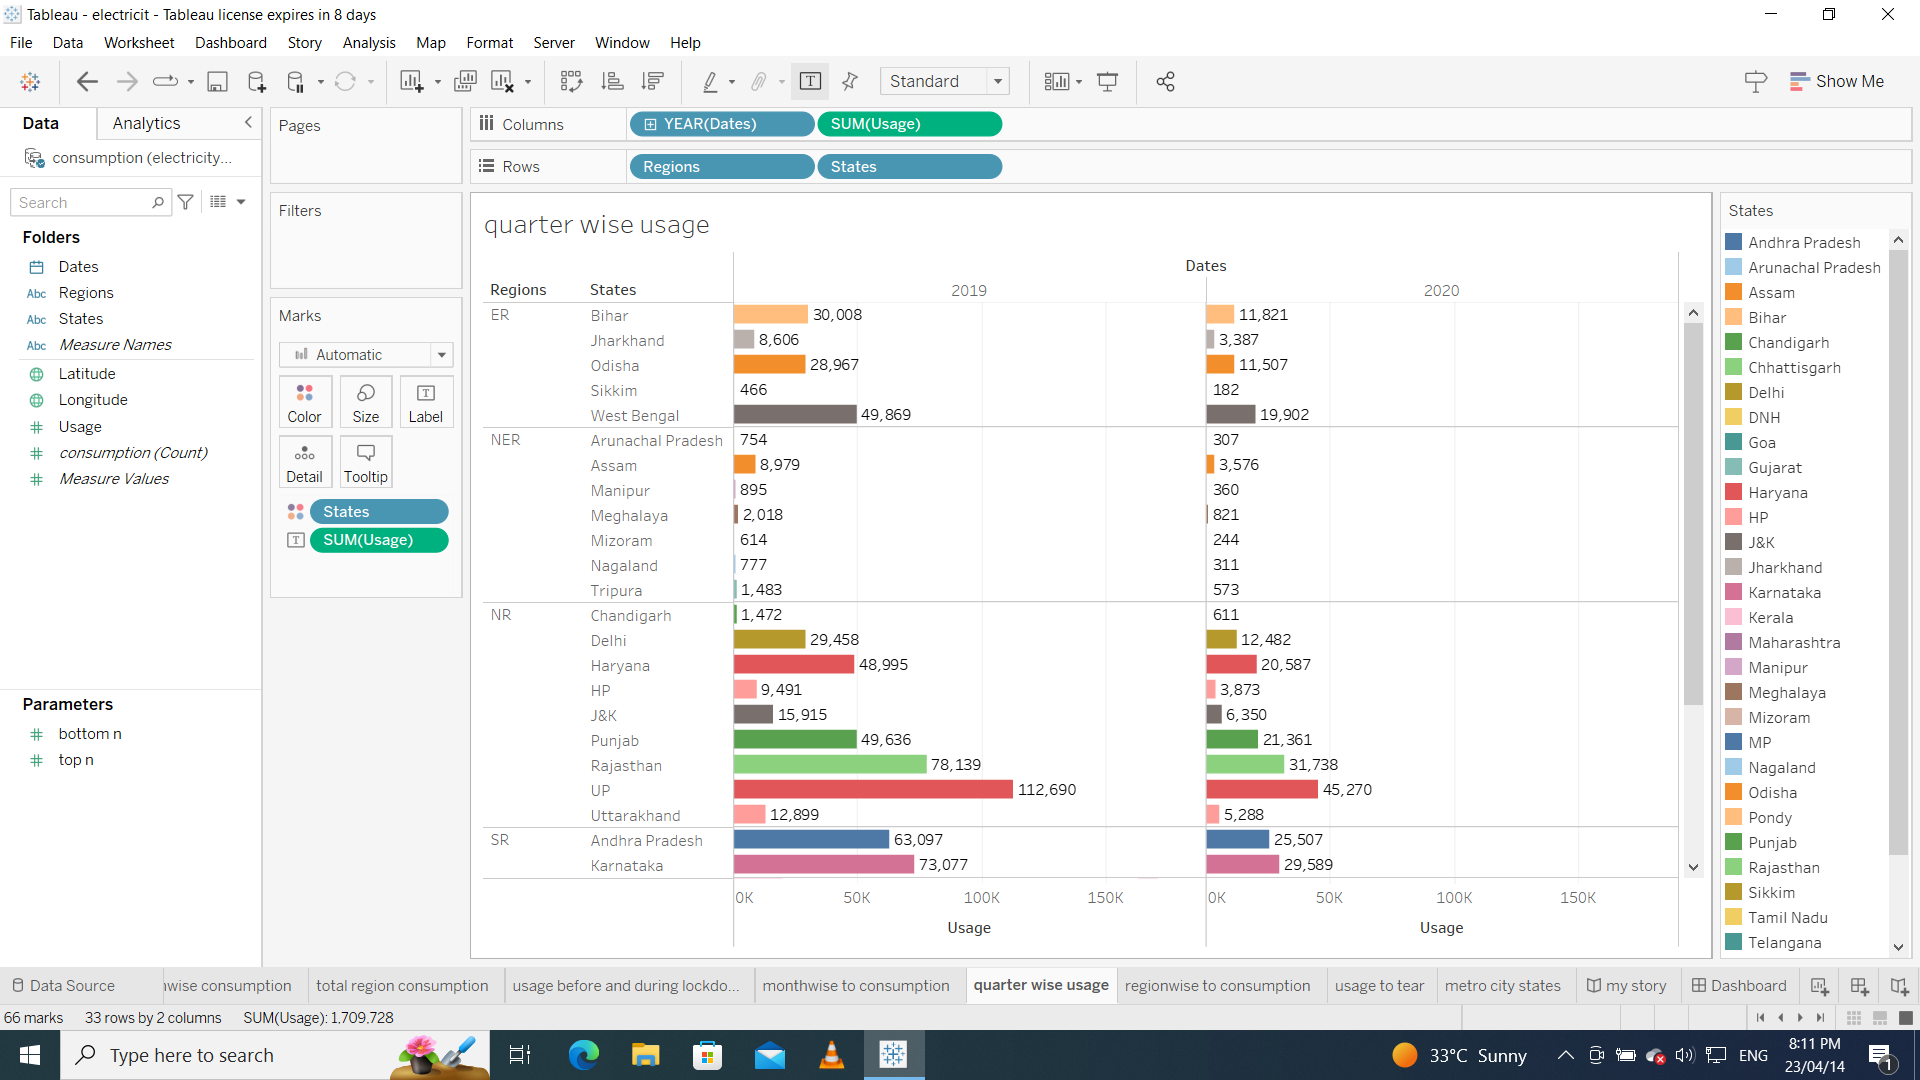 Tableau - electricit - Tableau license expires in 8 days
File Data Worksheet Dashboard Story Analysis Map Format Server Window Help
Standard
Show Me
Data Analytics
consumption (electricity...
Search
Folders
Dates
Abc Regions
Abc States
Abc Measure Names
Latitude
Longitude
Usage
consumption (Count)
Measure Values
Parameters
bottom n
top n
Pages
Filters
Marks
Automatic
Color Size Label
Detail Tooltip
States
SUM(Usage)
Columns YEAR(Dates) SUM(Usage)
Rows Regions States
quarter wise usage
Dates
Regions States 2019 2020
ER Bihar 30,008 11,821
Jharkhand 8,606 3,387
Odisha 28,967 11,507
Sikkim 466 182
West Bengal 49,869 19,902
NER Arunachal Pradesh 754 307
Assam 8,979 3,576
Manipur 895 360
Meghalaya 2,018 821
Mizoram 614 244
Nagaland 777 311
Tripura 1,483 573
NR Chandigarh 1,472 611
Delhi 29,458 12,482
Haryana 48,995 20,587
HP 9,491 3,873
J&K 15,915 6,350
Punjab 49,636 21,361
Rajasthan 78,139 31,738
UP 112,690 45,270
Uttarakhand 12,899 5,288
SR Andhra Pradesh 63,097 25,507
Karnataka 73,077 29,589
0K 50K 100K 150K 0K 50K 100K 150K
Usage Usage
States
Andhra Pradesh
Arunachal Pradesh
Assam
Bihar
Chandigarh
Chhattisgarh
Delhi
DNH
Goa
Gujarat
Haryana
HP
J&K
Jharkhand
Karnataka
Kerala
Maharashtra
Manipur
Meghalaya
Mizoram
MP
Nagaland
Odisha
Pondy
Punjab
Rajasthan
Sikkim
Tamil Nadu
Telangana
Data Source wise consumption total region consumption usage before and during lockdo... monthwise to consumption quarter wise usage regionwise to consumption usage to tear metro city states my story Dashboard
66 marks 33 rows by 2 columns SUM(Usage): 1,709,728
Type here to search
33°C Sunny
ENG
8:11 PM
23/04/14
1